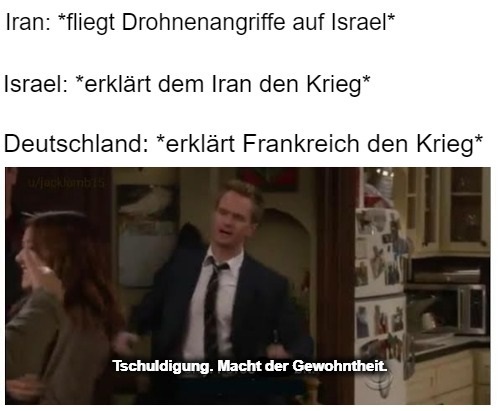 Iran: *fliegt Drohnenangriffe auf Israel*
Israel: *erklärt dem Iran den Krieg*
Deutschland: *erklärt Frankreich den Krieg*
u/jacklamb35
Tschuldigung. Macht der Gewohntheit.